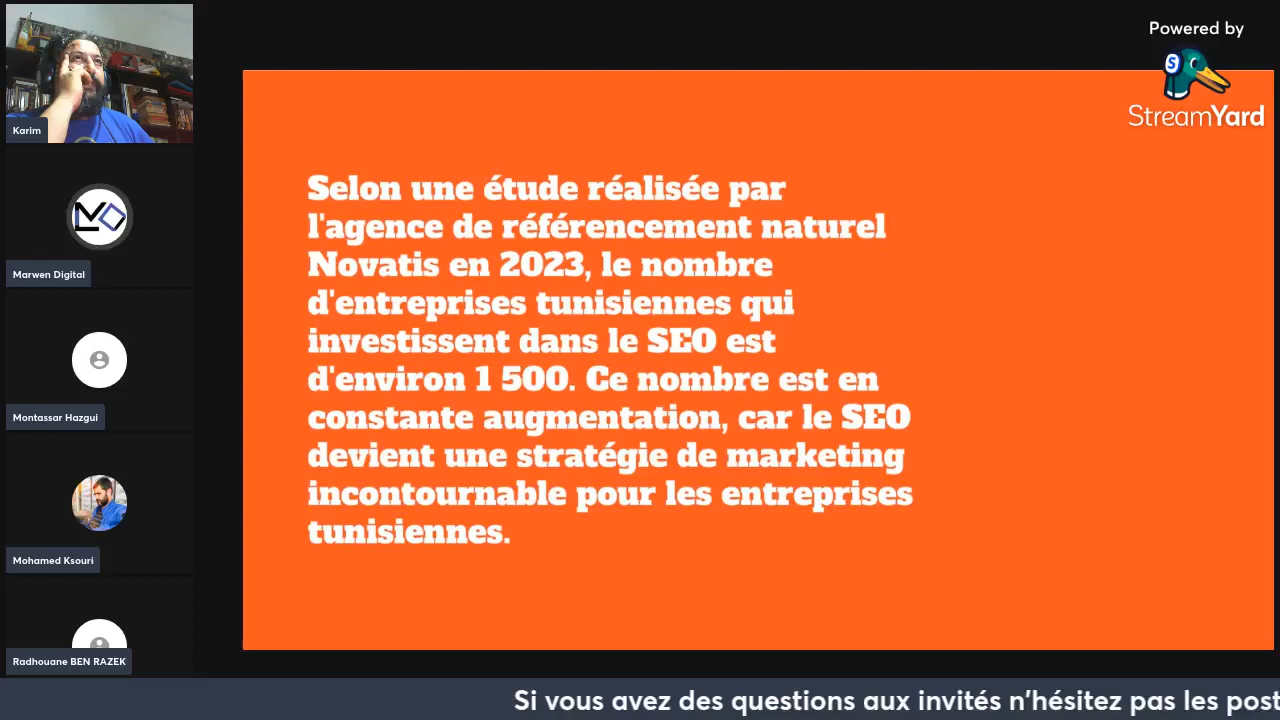 Karim
Marwen Digital
Montassar Hazgui
Mohamed Ksouri
Radhouane BEN RAZEK
Powered by
S
StreamYard
Selon une étude réalisée par
l'agence de référencement naturel
Novatis en 2023, le nombre
d'entreprises tunisiennes qui
investissent dans le SEO est
d'environ 1 500. Ce nombre est en
constante augmentation, car le SEO
devient une stratégie de marketing
incontournable pour les entreprises
tunisiennes.
Si vous avez des questions aux invités n'hésitez pas les post